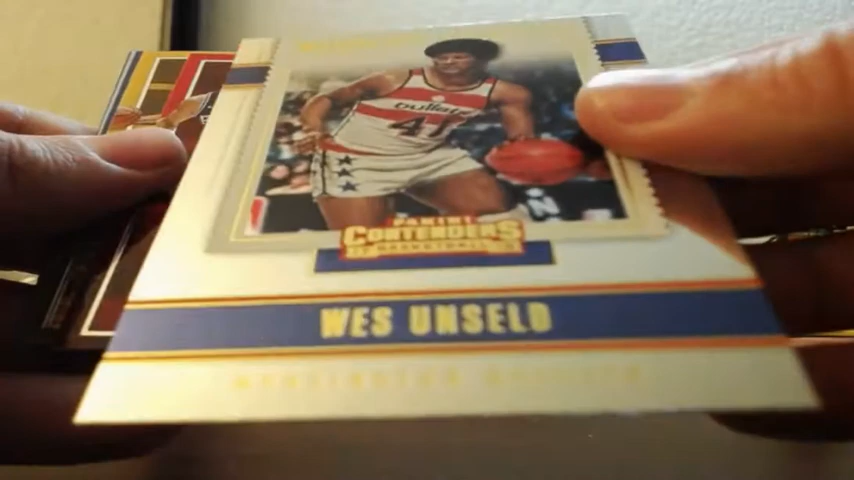 bullets
41
PANINI
CONTENDERS
BASKETBALL
WES UNSELD